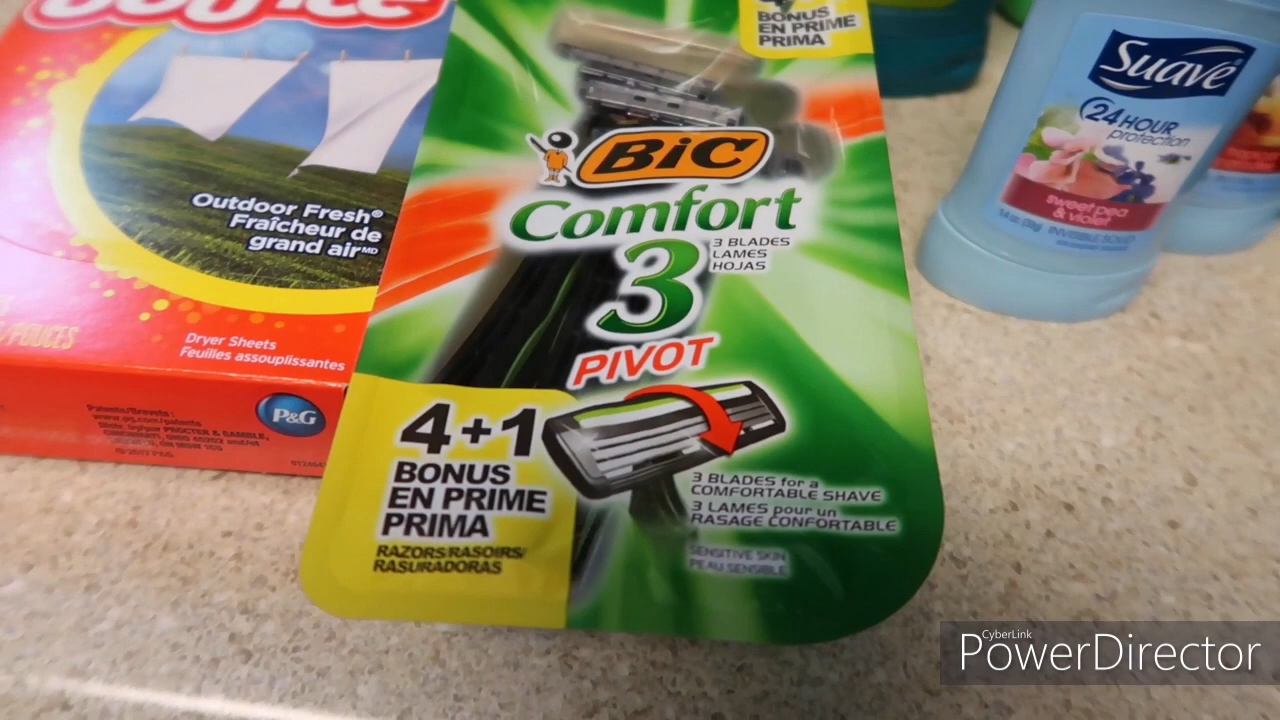 Outdoor Fresh®
Fraîcheur de
grand air MD
/POUCES
Dryer Sheets
Feuilles assouplissantes
P&G
BONUS
EN PRIME
PRIMA
BIC
Comfort
3
3 BLADES
LAMES
HOJAS
PIVOT
4+1
BONUS
EN PRIME
PRIMA
RAZORS/RASOIRS/
RASURADORAS
3 BLADES for a
COMFORTABLE SHAVE
3 LAMES pour un
RASAGE CONFORTABLE
SENSITIVE SKIN
PEAU SENSIBLE
Suave
24 HOUR
protection
sweet pea
& violet
CyberLink
PowerDirector